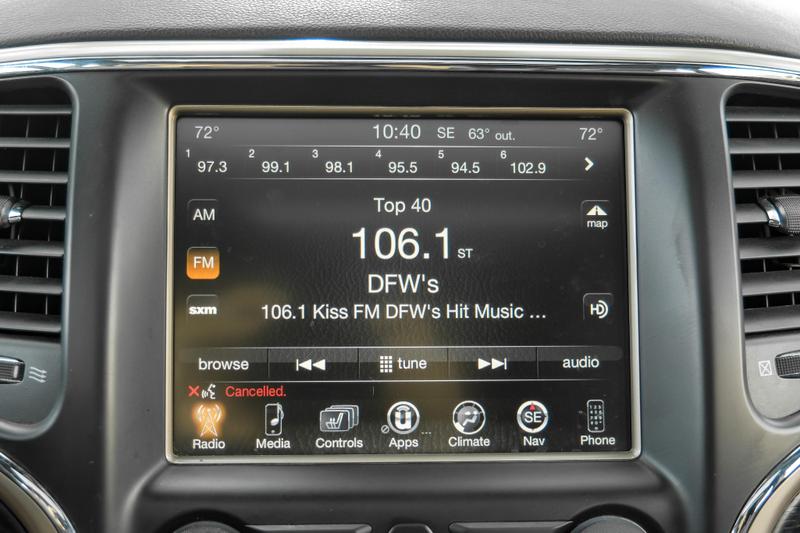 72° 10:40 SE 63° out. 72°
1 97.3 2 99.1 3 98.1 4 95.5 5 94.5 6 102.9
Top 40
AM
map
106.1 ST
FM
DFW's
sxm
106.1 Kiss FM DFW's Hit Music ...
HD
browse tune audio
Cancelled.
SE
Radio Media Controls Apps ... Climate Nav Phone